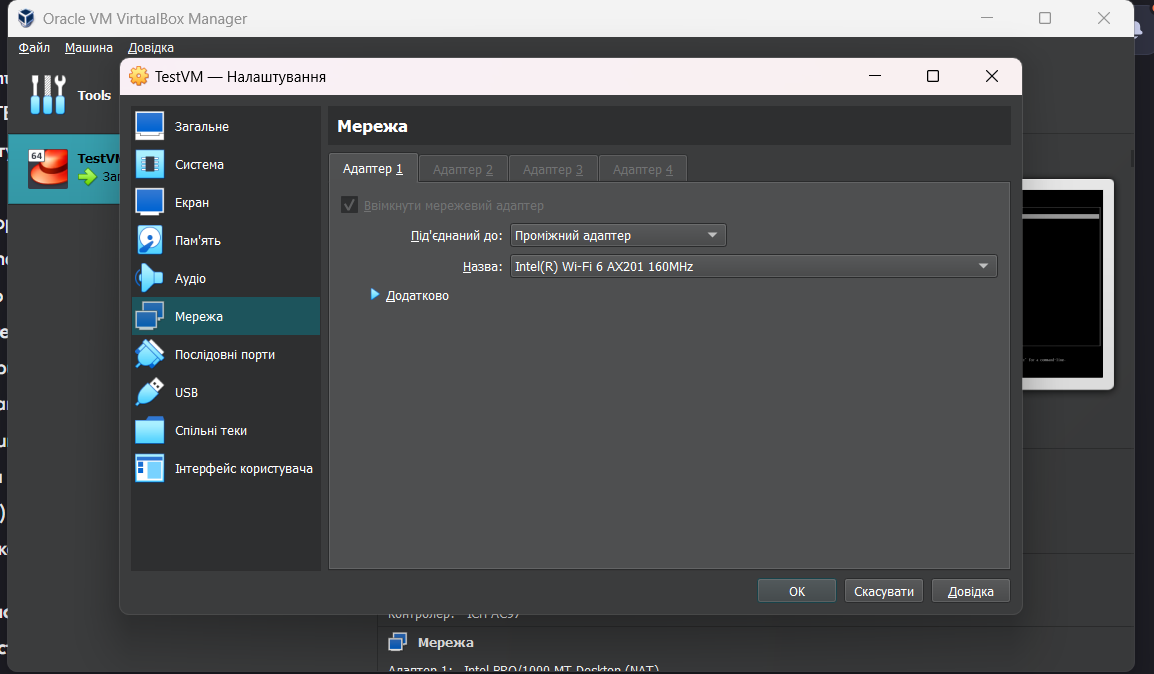 Oracle VM VirtualBox Manager
Файл Машина Довідка
Tools
TestVM — Налаштування
64
Загальне
Система
Екран
Пам'ять
Аудіо
Мережа
Послідовні порти
USB
Спільні теки
Інтерфейс користувача
Мережа
Адаптер 1 Адаптер 2 Адаптер 3 Адаптер 4
Ввімкнути мережевий адаптер
Під'єднаний до: Проміжний адаптер
Назва: Intel(R) Wi-Fi 6 AX201 160MHz
Додатково
OK Скасувати Довідка
Контролер: ICH AC97
Мережа
Адаптер 1: Intel PRO/1000 MT Desktop (NAT)